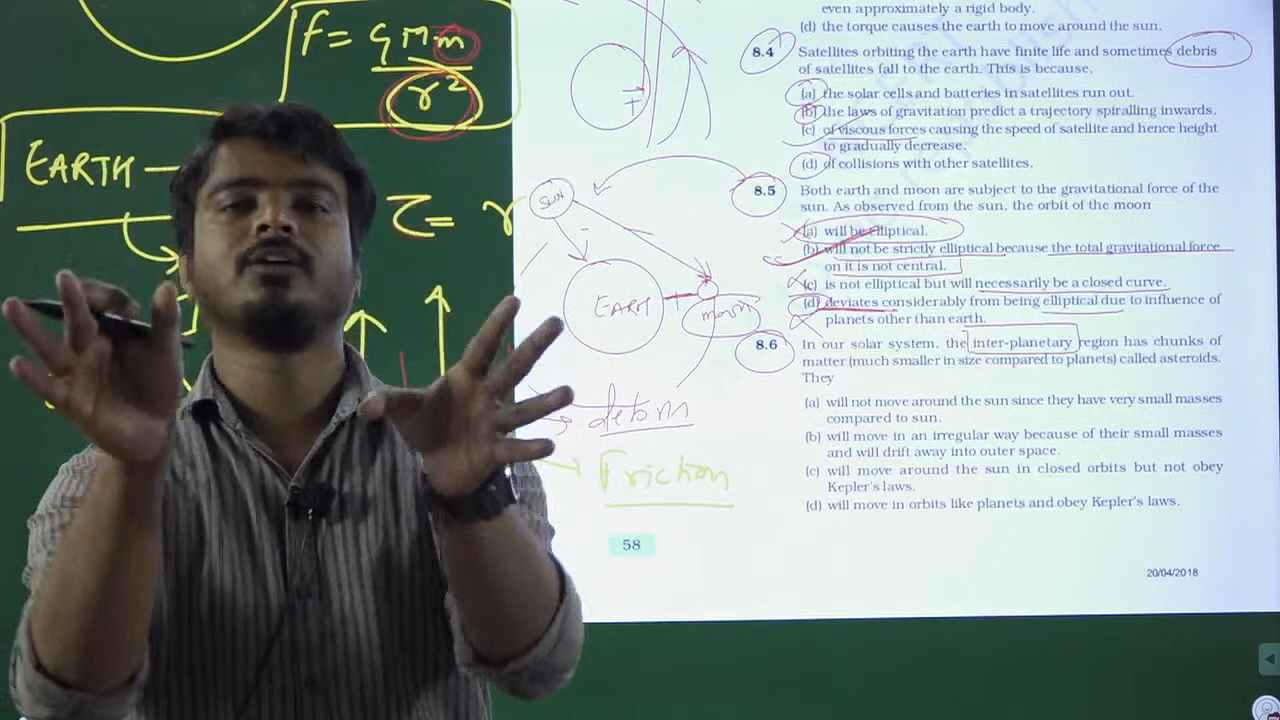 F = GMm
r²
EARTH —
τ = r
even approximately a rigid body.
(d) the torque causes the earth to move around the sun.
8.4 Satellites orbiting the earth have finite life and sometimes debris
of satellites fall to the earth. This is because,
(a) the solar cells and batteries in satellites run out.
(b) the laws of gravitation predict a trajectory spiralling inwards.
(c) of viscous forces causing the speed of satellite and hence height
to gradually decrease.
(d) of collisions with other satellites.
8.5 Both earth and moon are subject to the gravitational force of the
sun. As observed from the sun, the orbit of the moon
(a) will be elliptical.
(b) will not be strictly elliptical because the total gravitational force
on it is not central.
(c) is not elliptical but will necessarily be a closed curve.
(d) deviates considerably from being elliptical due to influence of
planets other than earth.
8.6 In our solar system, the inter-planetary region has chunks of
matter (much smaller in size compared to planets) called asteroids.
They
(a) will not move around the sun since they have very small masses
compared to sun.
(b) will move in an irregular way because of their small masses
and will drift away into outer space.
(c) will move around the sun in closed orbits but not obey
Kepler's laws.
(d) will move in orbits like planets and obey Kepler's laws.
SUN
EARTH
moon
Friction
58
20/04/2018